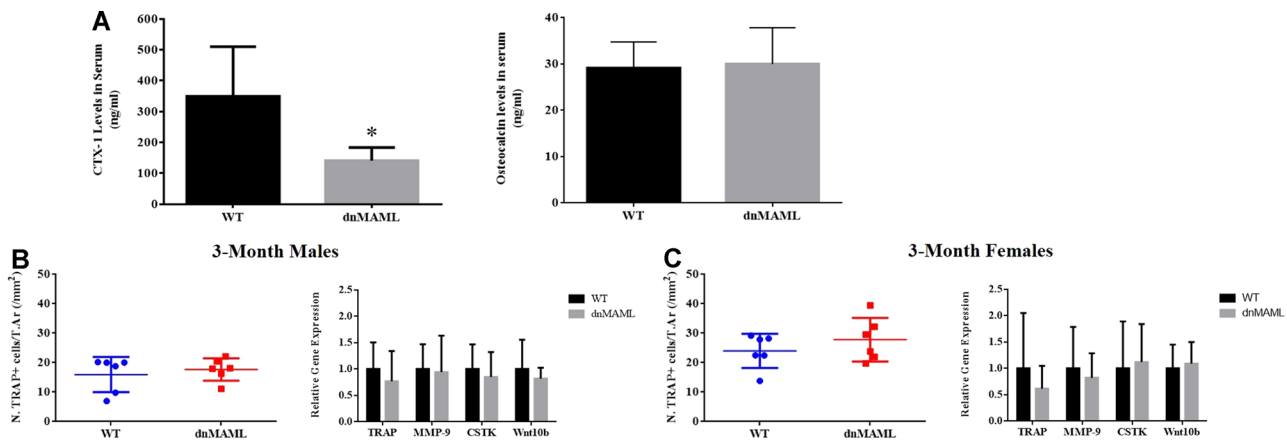 A
CTX-1 Levels in Serum
(ng/ml)
600
500
400
300
200
100
0
*
WT
dnMAML
Osteocalcin levels in serum
(ng/ml)
40
30
20
10
0
WT
dnMAML
B
3-Month Males
N. TRAP+ cells/T.Ar (/mm²)
50
40
30
20
10
0
WT
dnMAML
Relative Gene Expression
2.5
2.0
1.5
1.0
0.5
0.0
TRAP
MMP-9
CSTK
Wnt10b
WT
dnMAML
C
3-Month Females
N. TRAP+ cells/T.Ar (/mm²)
50
40
30
20
10
0
WT
dnMAML
Relative Gene Expression
2.5
2.0
1.5
1.0
0.5
0.0
TRAP
MMP-9
CSTK
Wnt10b
WT
dnMAML